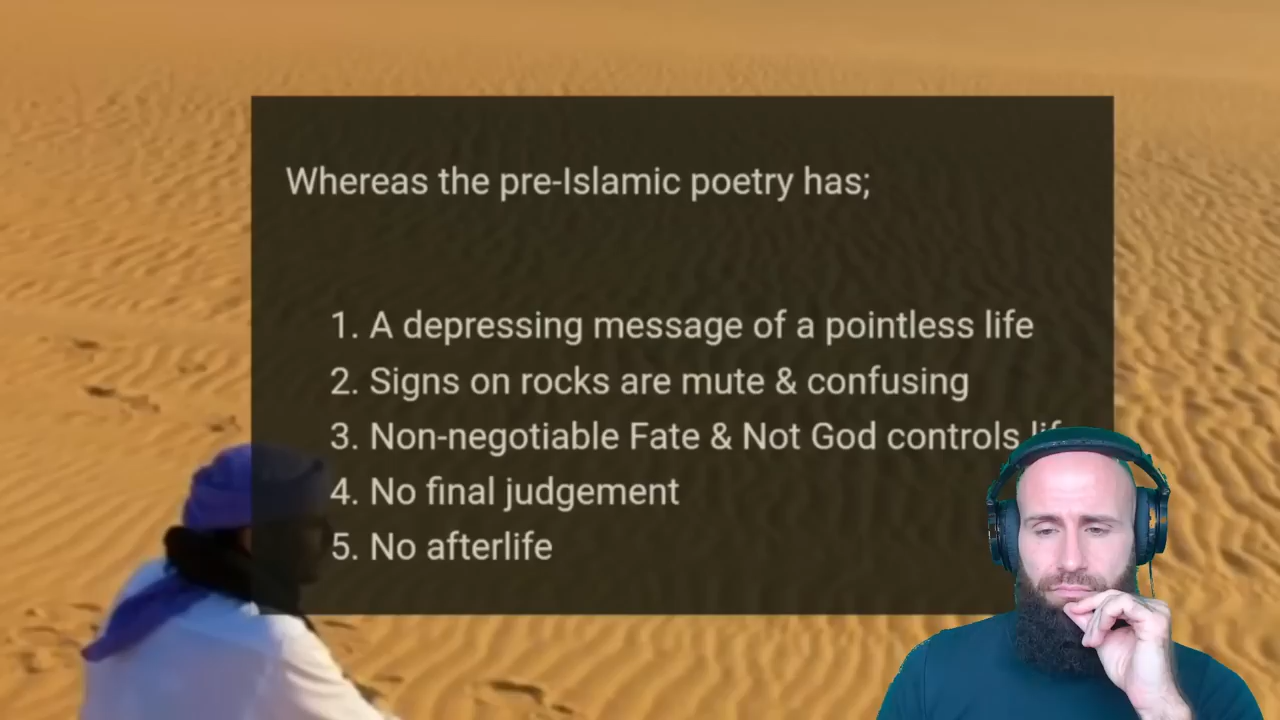 Whereas the pre-Islamic poetry has;
1. A depressing message of a pointless life
2. Signs on rocks are mute & confusing
3. Non-negotiable Fate & Not God controls
4. No final judgement
5. No afterlife